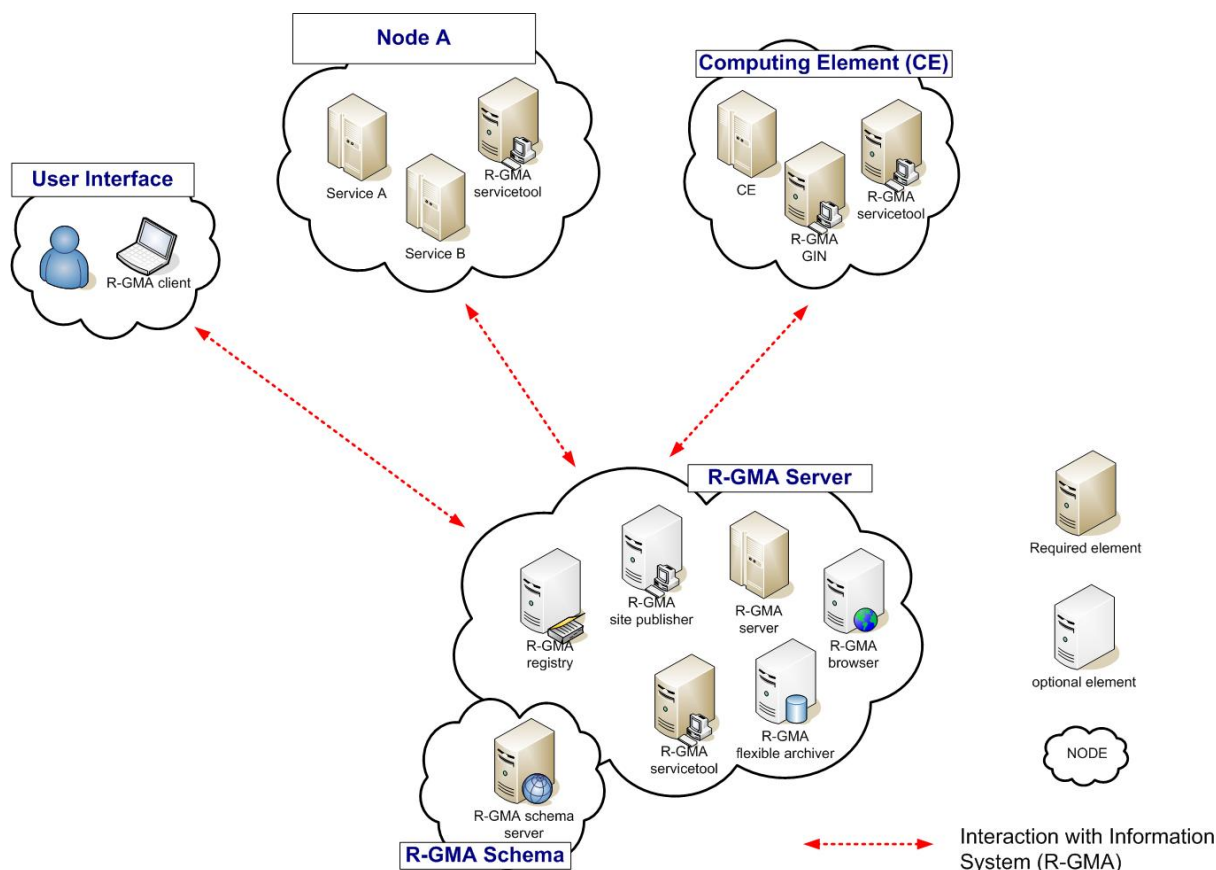 Node A
Service A
R-GMA
servicetool
Service B
Computing Element (CE)
CE
R-GMA
servicetool
R-GMA
GIN
User Interface
R-GMA client
R-GMA Server
R-GMA
registry
R-GMA
site publisher
R-GMA
server
R-GMA
browser
R-GMA
servicetool
R-GMA
flexible archiver
R-GMA schema
server
R-GMA Schema
Required element
optional element
NODE
Interaction with Information
System (R-GMA)